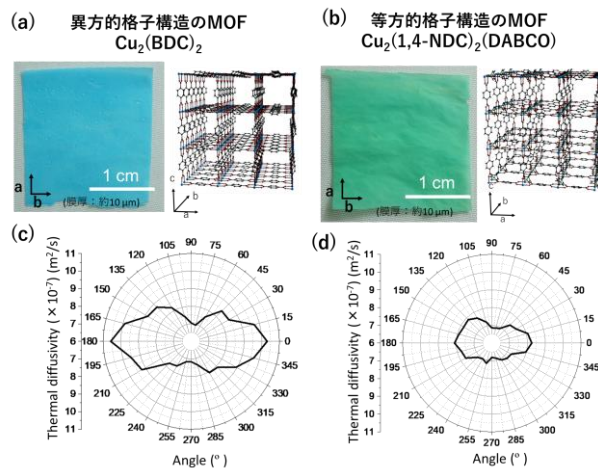 (a)
異方的格子構造のMOF
Cu₂(BDC)₂
a
b
1 cm
(膜厚:約10 μm)
c
b
a
(b)
等方的格子構造のMOF
Cu₂(1,4-NDC)₂(DABCO)
a
b
1 cm
(膜厚:約10 μm)
c
b
a
(c)
Thermal diffusivity (×10⁻⁷) (m²/s)
11
10
9
8
7
6
7
8
9
10
11
90
75
60
45
30
15
0
345
330
315
300
285
270
255
240
225
210
195
180
165
150
135
120
105
Angle (°)
(d)
Thermal diffusivity (×10⁻⁷) (m²/s)
11
10
9
8
7
6
7
8
9
10
11
90
75
60
45
30
15
0
345
330
315
300
285
270
255
240
225
210
195
180
165
150
135
120
105
Angle (°)